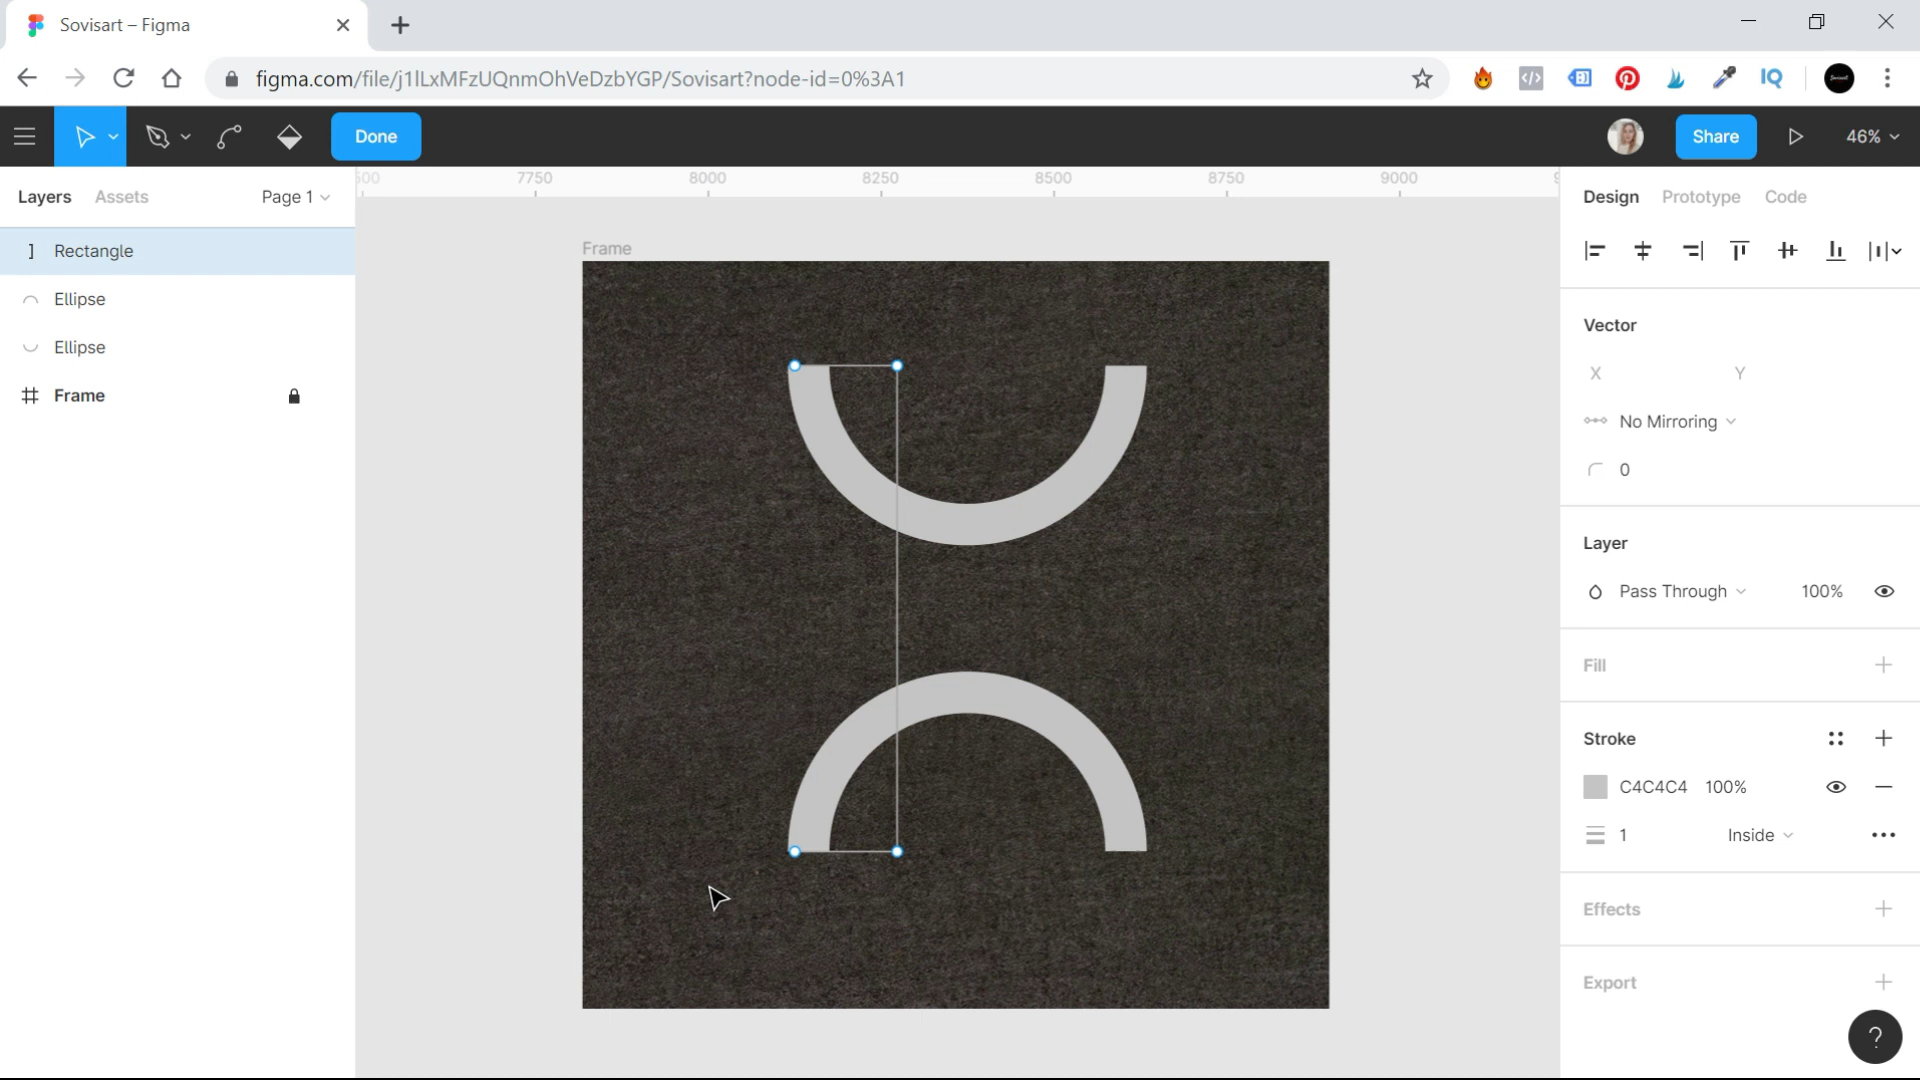 Sovisart – Figma
figma.com/file/j1lLxMFzUQnmOhVeDzbYGP/Sovisart?node-id=0%3A1
Done
Share
46%
Layers
Assets
Page 1
7750
8000
8250
8500
8750
9000
Design
Prototype
Code
Rectangle
Ellipse
Ellipse
Frame
Frame
Vector
X
Y
No Mirroring
0
Layer
Pass Through
100%
Fill
Stroke
C4C4C4 100%
1
Inside
Effects
Export
?